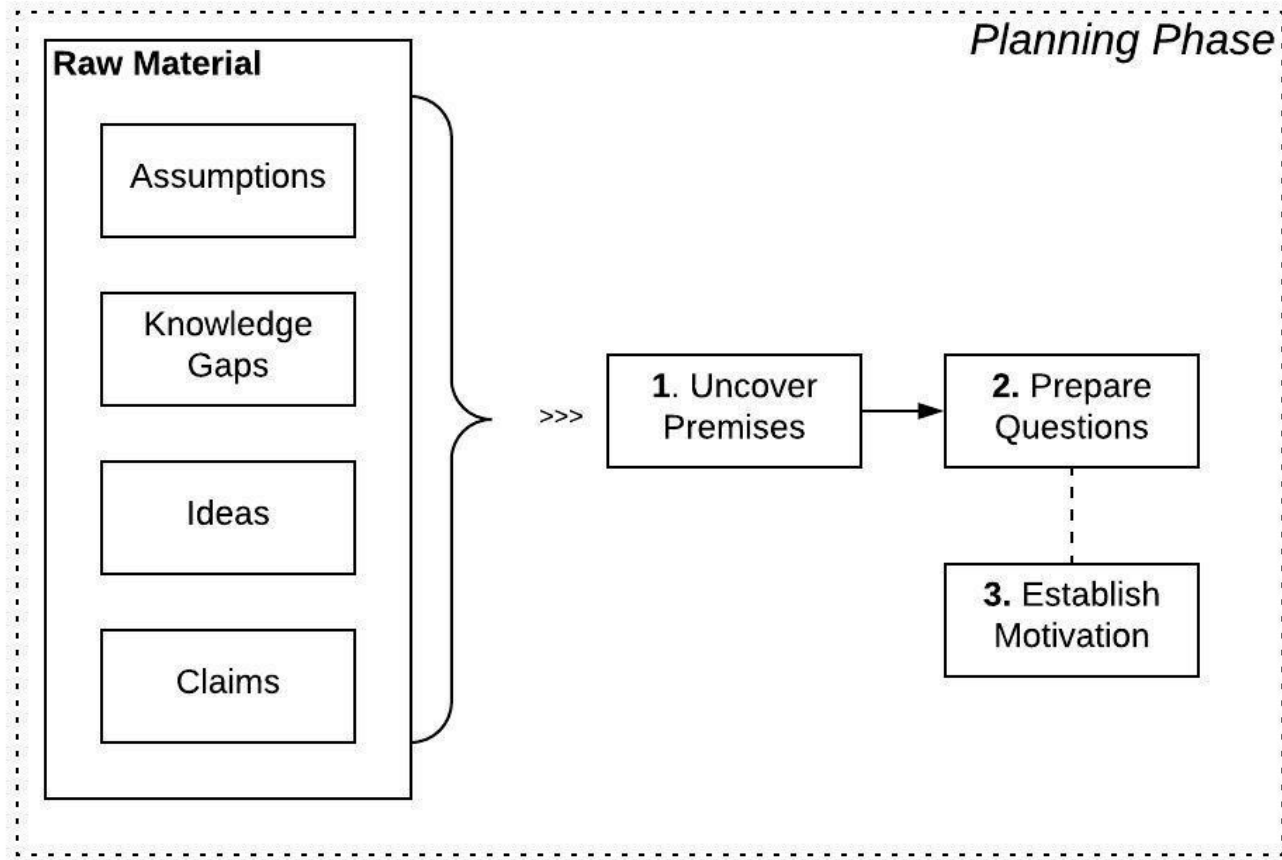 Planning Phase
Raw Material
Assumptions
Knowledge
Gaps
Ideas
Claims
>>>
1. Uncover
Premises
2. Prepare
Questions
3. Establish
Motivation